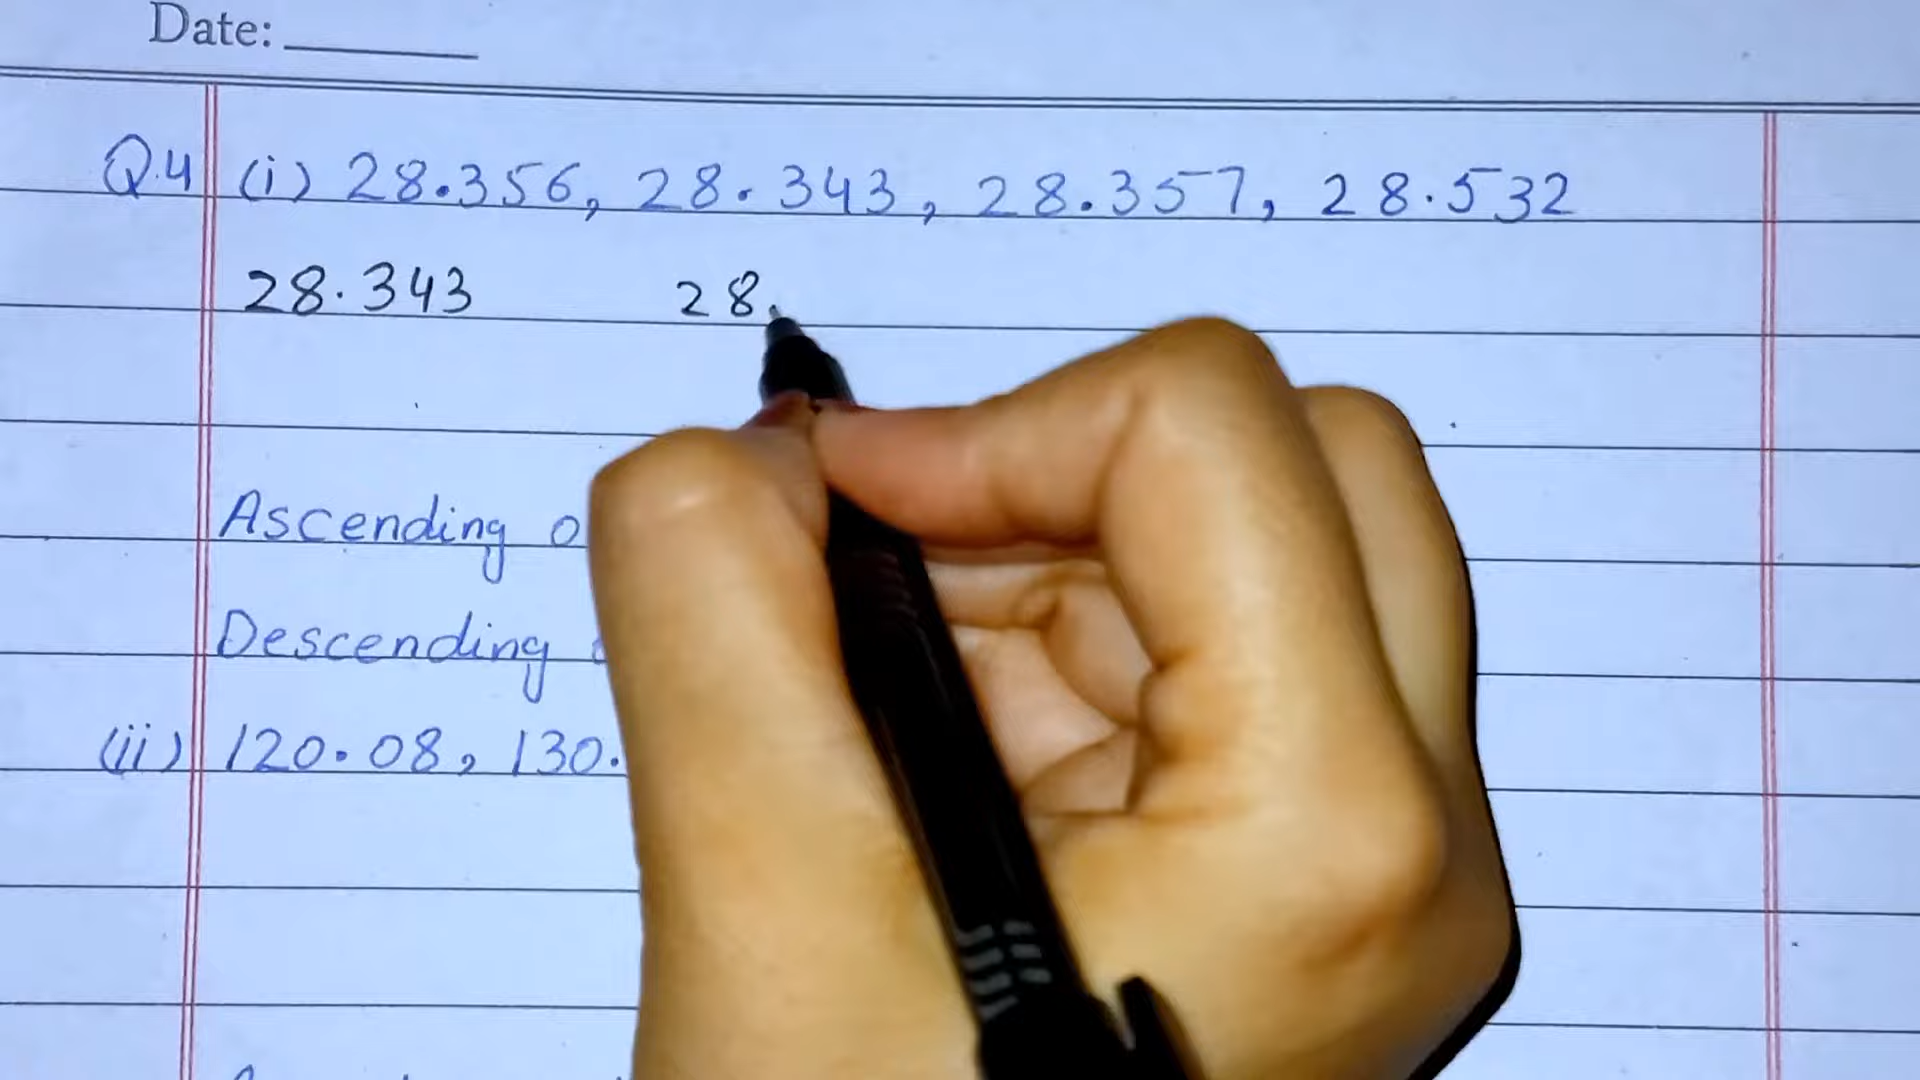 Date:
Q.4 (i) 28.356, 28.343, 28.357, 28.532
28.343 28.
Ascending
Descending
(ii) 120.08, 130.